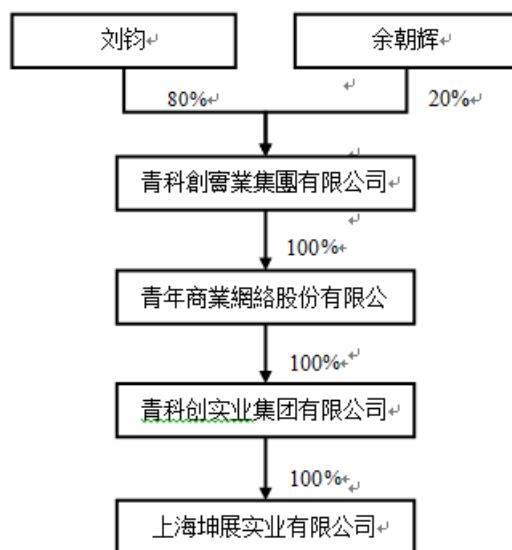 刘钧 余朝辉
80% 20%
青科創實業集團有限公司
100%
青年商業網絡股份有限公
100%
青科创实业集团有限公司
100%
上海坤展实业有限公司